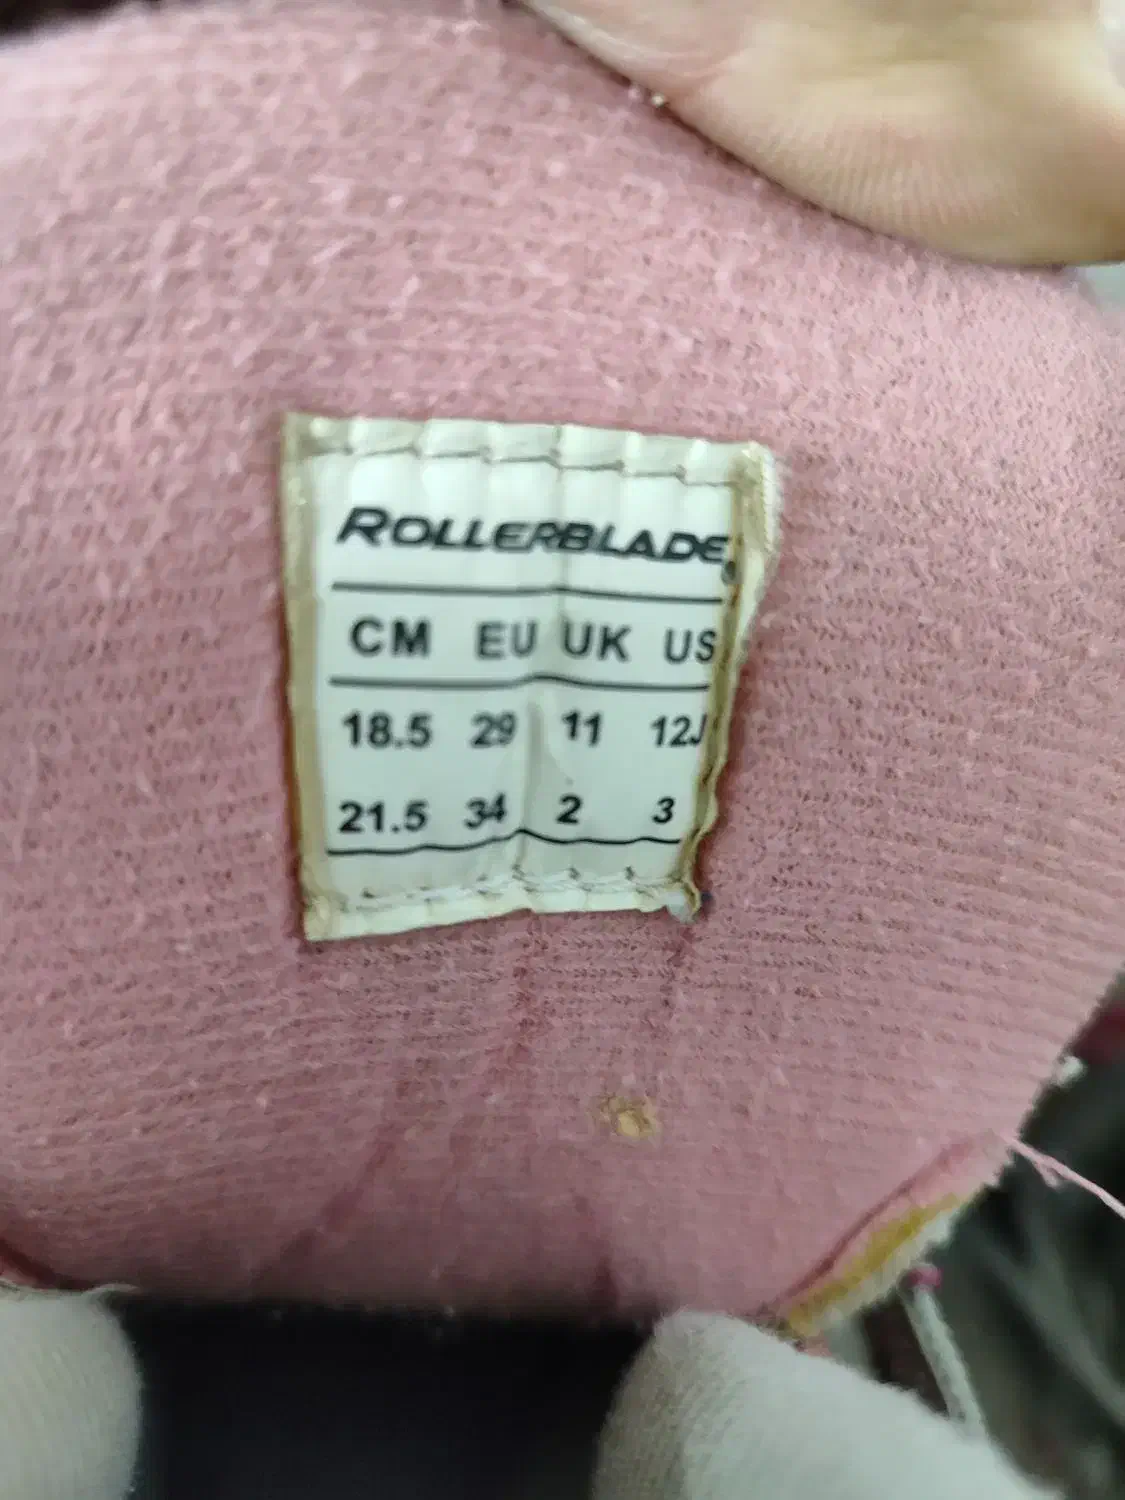 ROLLERBLADE
CM EU UK US
18.5 29 11 12J
21.5 34 2 3